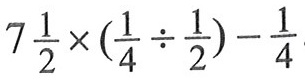 7 1/2 × (1/4 ÷ 1/2) − 1/4